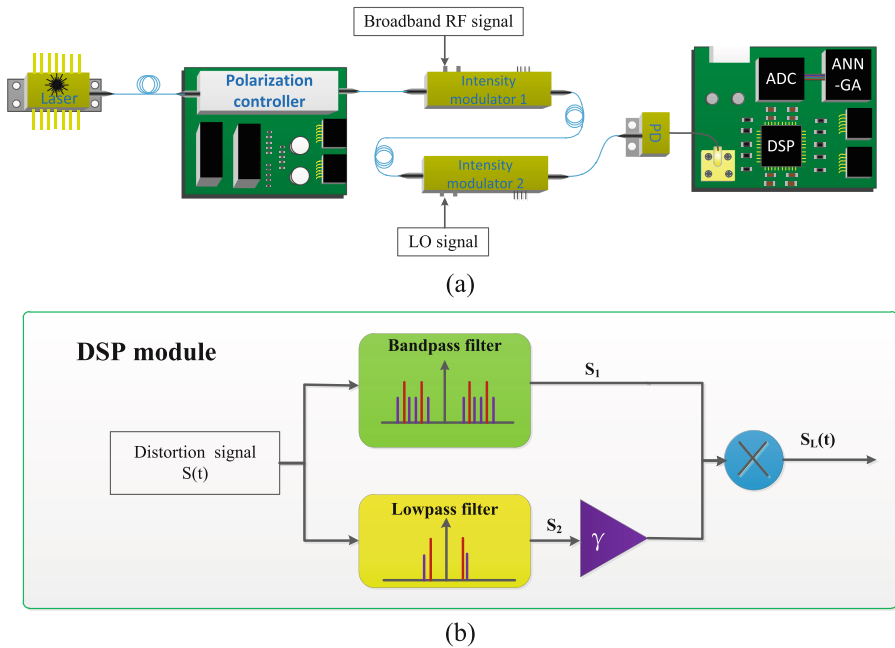 Broadband RF signal
Laser
Polarization
controller
Intensity
modulator 1
Intensity
modulator 2
LO signal
PD
ADC
ANN
-GA
DSP
(a)
DSP module
Distortion signal
S(t)
Bandpass filter
S₁
Lowpass filter
S₂
γ
S_L(t)
(b)